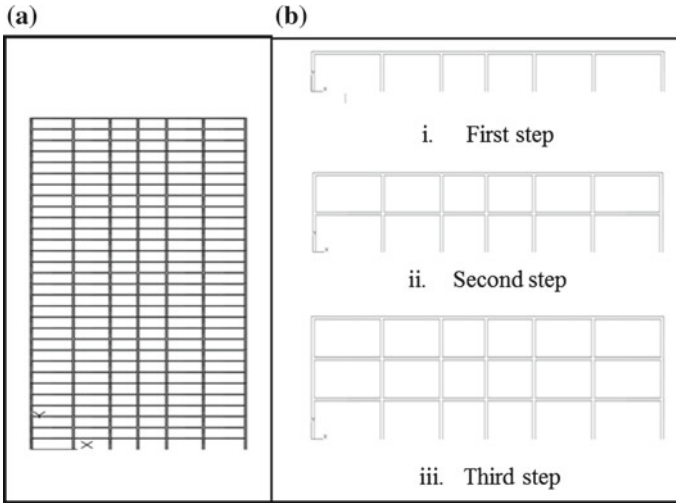 (a)
(b)
Y
X
i. First step
ii. Second step
iii. Third step